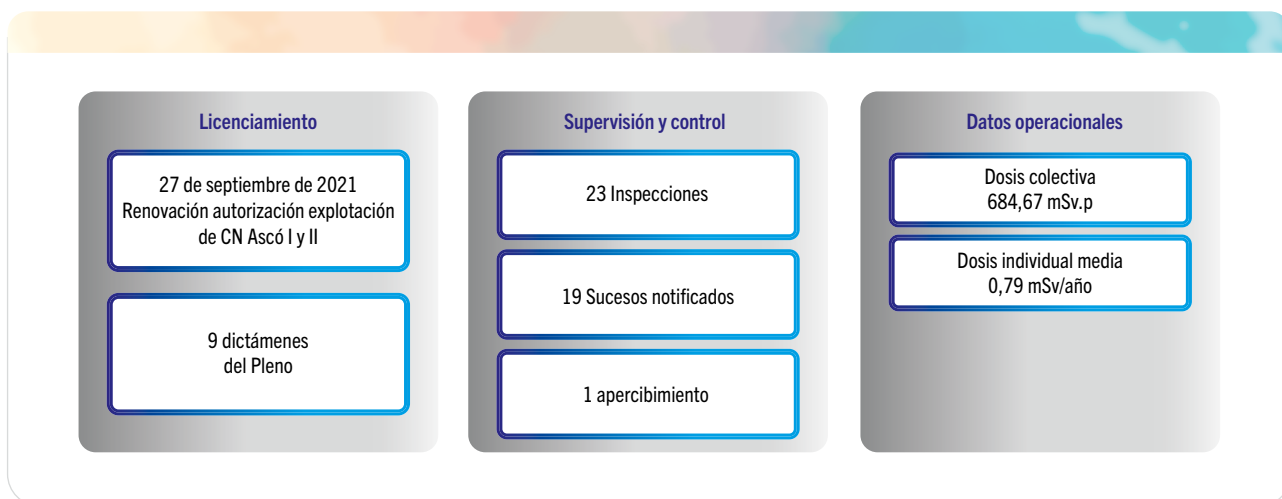 Licenciamiento
27 de septiembre de 2021
Renovación autorización explotación
de CN Ascó I y II
9 dictámenes
del Pleno
Supervisión y control
23 Inspecciones
19 Sucesos notificados
1 apercibimiento
Datos operacionales
Dosis colectiva
684,67 mSv.p
Dosis individual media
0,79 mSv/año